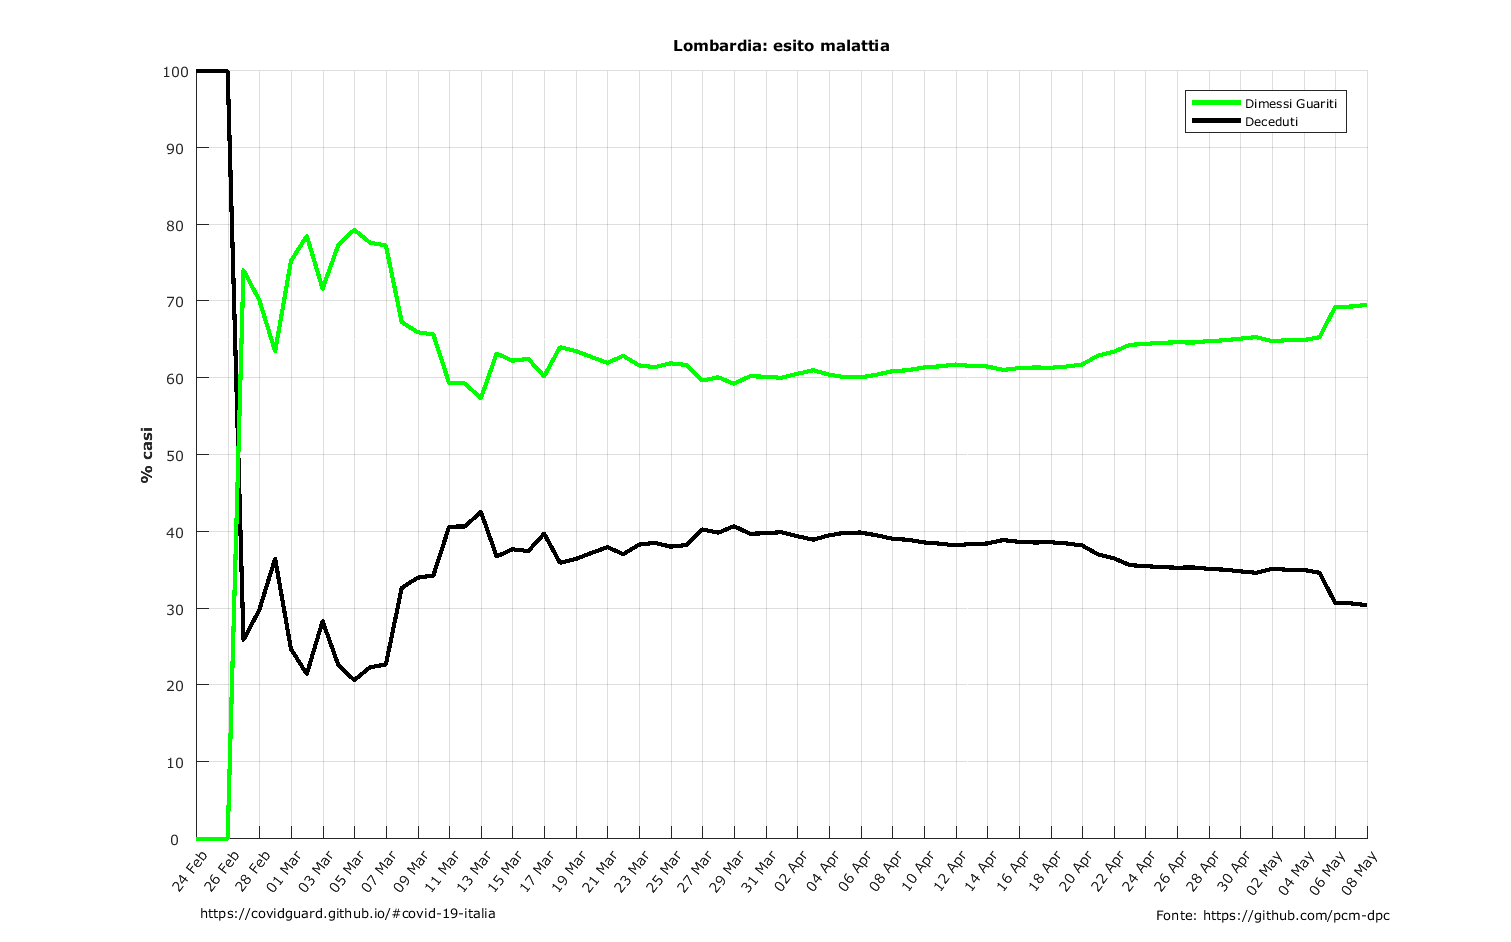 Lombardia: esito malattia
100
90
80
70
60
50
40
30
20
10
0
% casi
Dimessi Guariti
Deceduti
24 Feb
26 Feb
28 Feb
01 Mar
03 Mar
05 Mar
07 Mar
09 Mar
11 Mar
13 Mar
15 Mar
17 Mar
19 Mar
21 Mar
23 Mar
25 Mar
27 Mar
29 Mar
31 Mar
02 Apr
04 Apr
06 Apr
08 Apr
10 Apr
12 Apr
14 Apr
16 Apr
18 Apr
20 Apr
22 Apr
24 Apr
26 Apr
28 Apr
30 Apr
02 May
04 May
06 May
08 May
https://covidguard.github.io/#covid-19-italia
Fonte: https://github.com/pcm-dpc